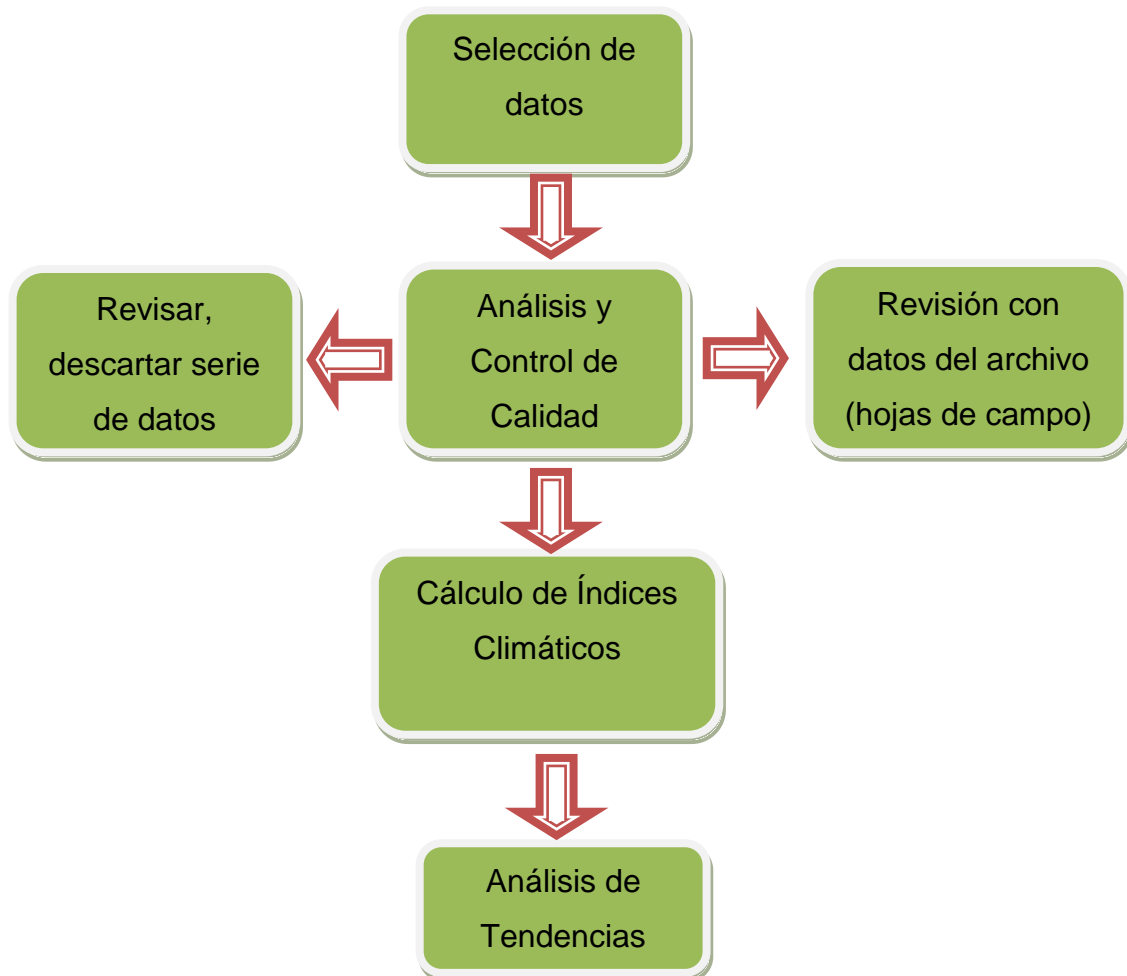 Selección de
datos
Revisar,
descartar serie
de datos
Análisis y
Control de
Calidad
Revisión con
datos del archivo
(hojas de campo)
Cálculo de Índices
Climáticos
Análisis de
Tendencias